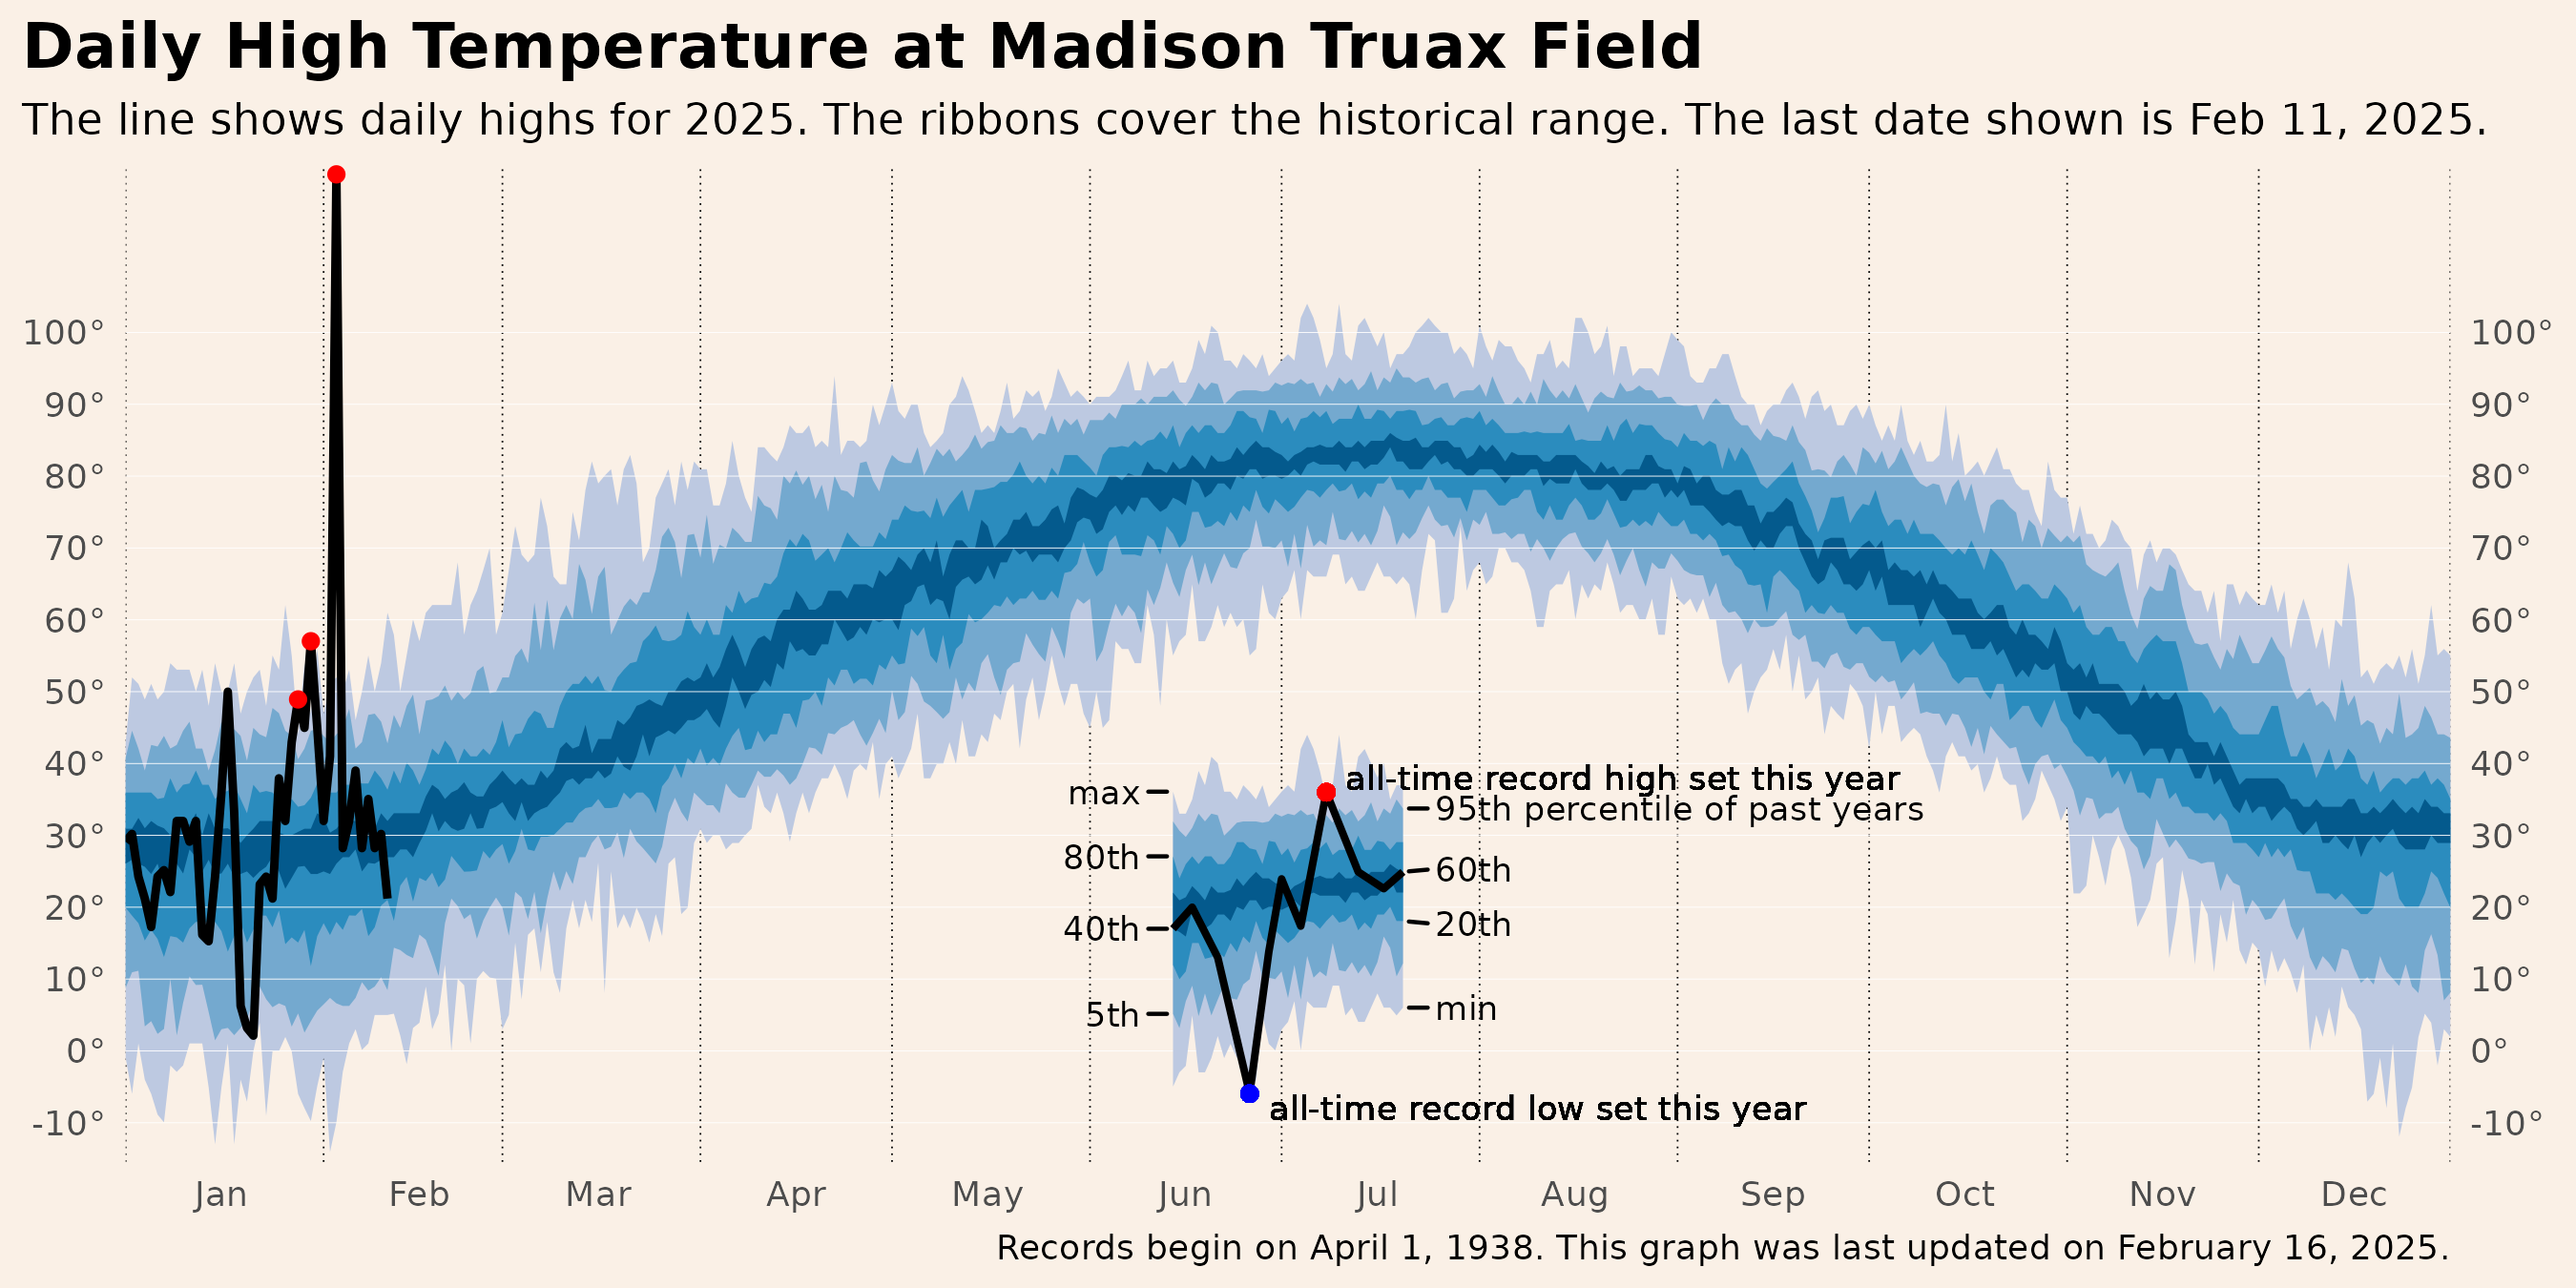 Daily High Temperature at Madison Truax Field
The line shows daily highs for 2025. The ribbons cover the historical range. The last date shown is Feb 11, 2025.
100° 100°
90° 90°
80° 80°
70° 70°
60° 60°
50° 50°
40° 40°
all-time record high set this year
max
95th percentile of past years
30° 30°
80th
60th
20° 20°
40th
20th
10° 10°
5th
min
0° 0°
all-time record low set this year
-10° -10°
Jan Feb Mar Apr May Jun Jul Aug Sep Oct Nov Dec
Records begin on April 1, 1938. This graph was last updated on February 16, 2025.